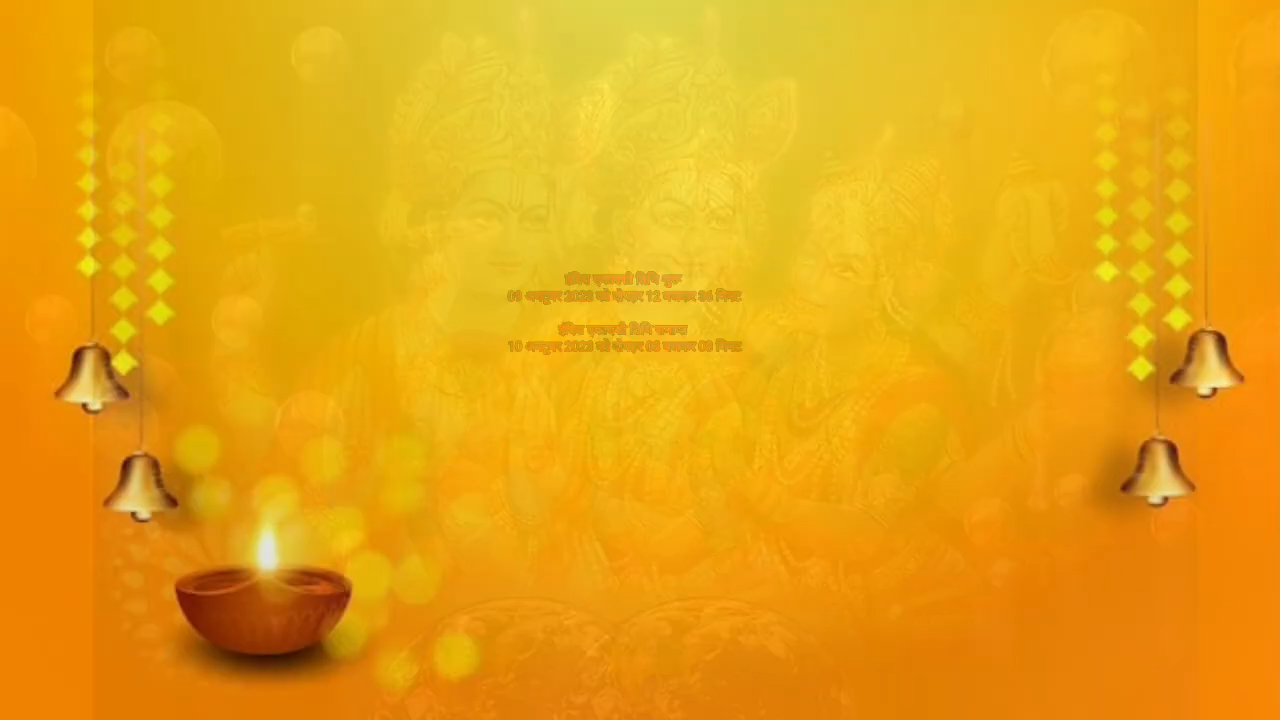 इंदिरा एकादशी तिथि शुरू
09 अक्टूबर 2023 को दोपहर 12 बजकर 36 मिनट
इंदिरा एकादशी तिथि समाप्त
10 अक्टूबर 2023 को दोपहर 03 बजकर 08 मिनट